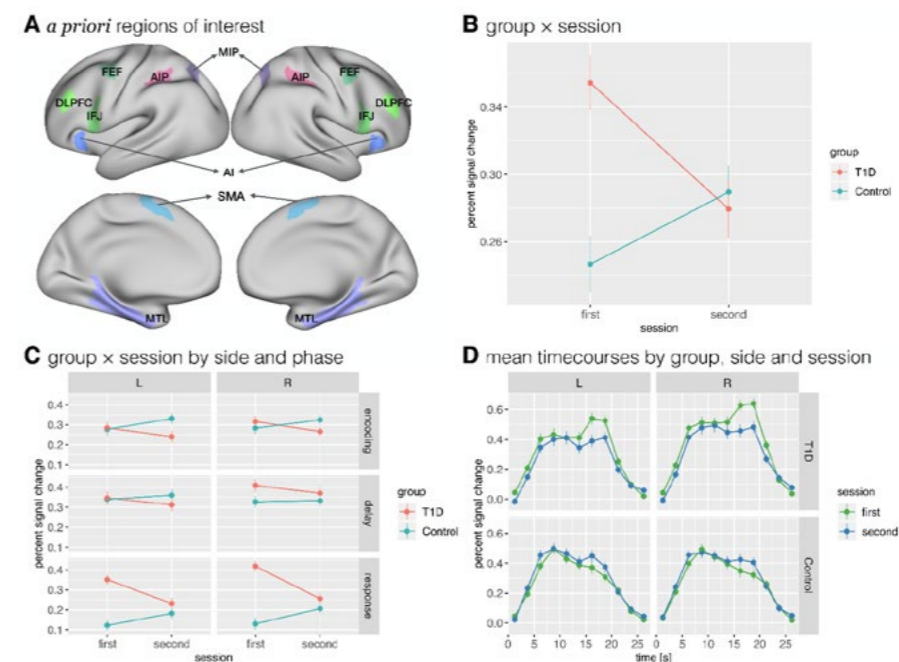 A a priori regions of interest
MIP
FEF
AIP
AIP
FEF
DLPFC
DLPFC
IFJ
IFJ
AI
SMA
MTL
MTL
B group × session
percent signal change
0.34
0.30
0.26
first
second
session
group
T1D
Control
C group × session by side and phase
L
R
percent signal change
0.4
0.3
0.2
0.1
encoding
0.4
0.3
0.2
0.1
delay
0.4
0.3
0.2
0.1
response
first
second
first
second
session
group
T1D
Control
D mean timecourses by group, side and session
L
R
percent signal change
0.6
0.4
0.2
0.0
T1D
percent signal change
0.6
0.4
0.2
0.0
Control
0 5 10 15 20 25 0 5 10 15 20 25
time [s]
session
first
second